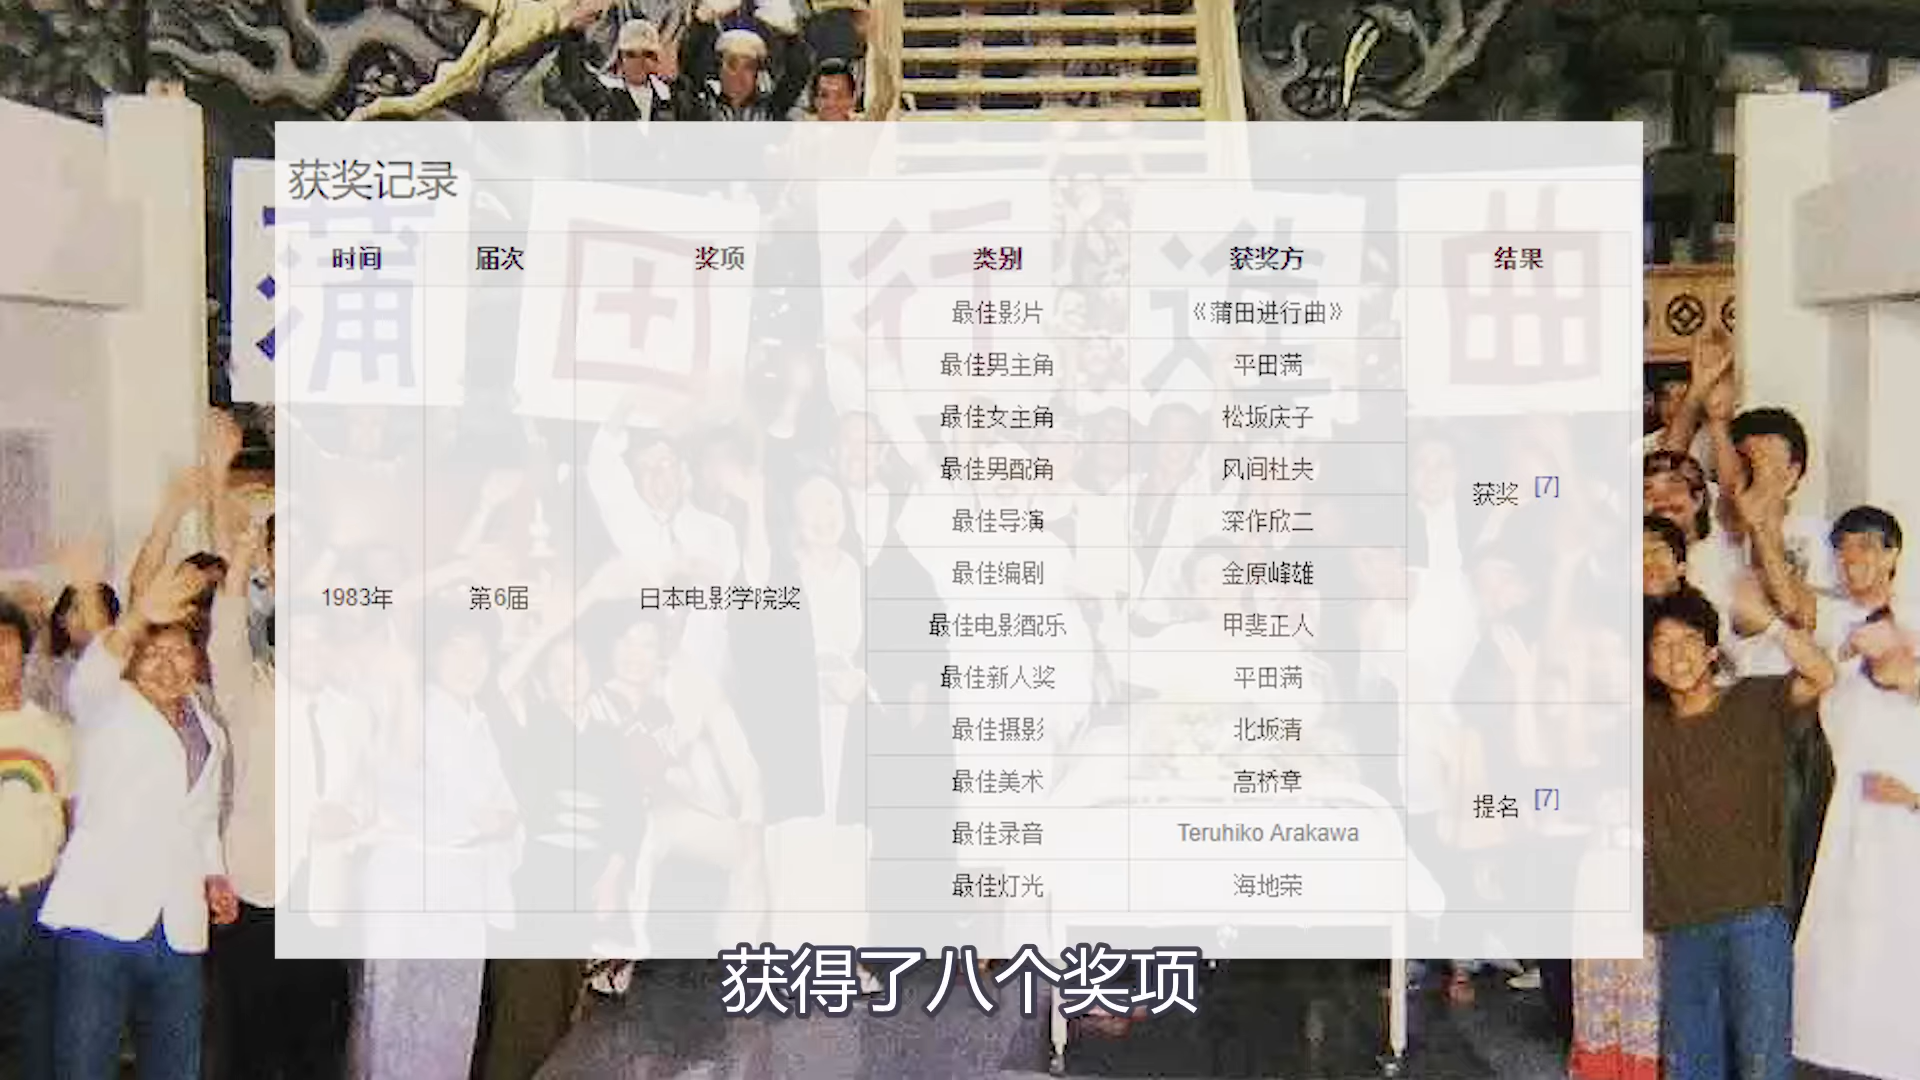 获奖记录
蒲田行進曲
时间 届次 奖项 类别 获奖方 结果
最佳影片 《蒲田进行曲》
最佳男主角 平田满
最佳女主角 松坂庆子
最佳男配角 风间杜夫
获奖 [7]
最佳导演 深作欣二
最佳编剧 金原峰雄
1983年 第6届 日本电影学院奖
最佳电影配乐 甲斐正人
最佳新人奖 平田满
最佳摄影 北坂清
最佳美术 高桥章
提名 [7]
最佳录音 Teruhiko Arakawa
最佳灯光 海地荣
获得了八个奖项